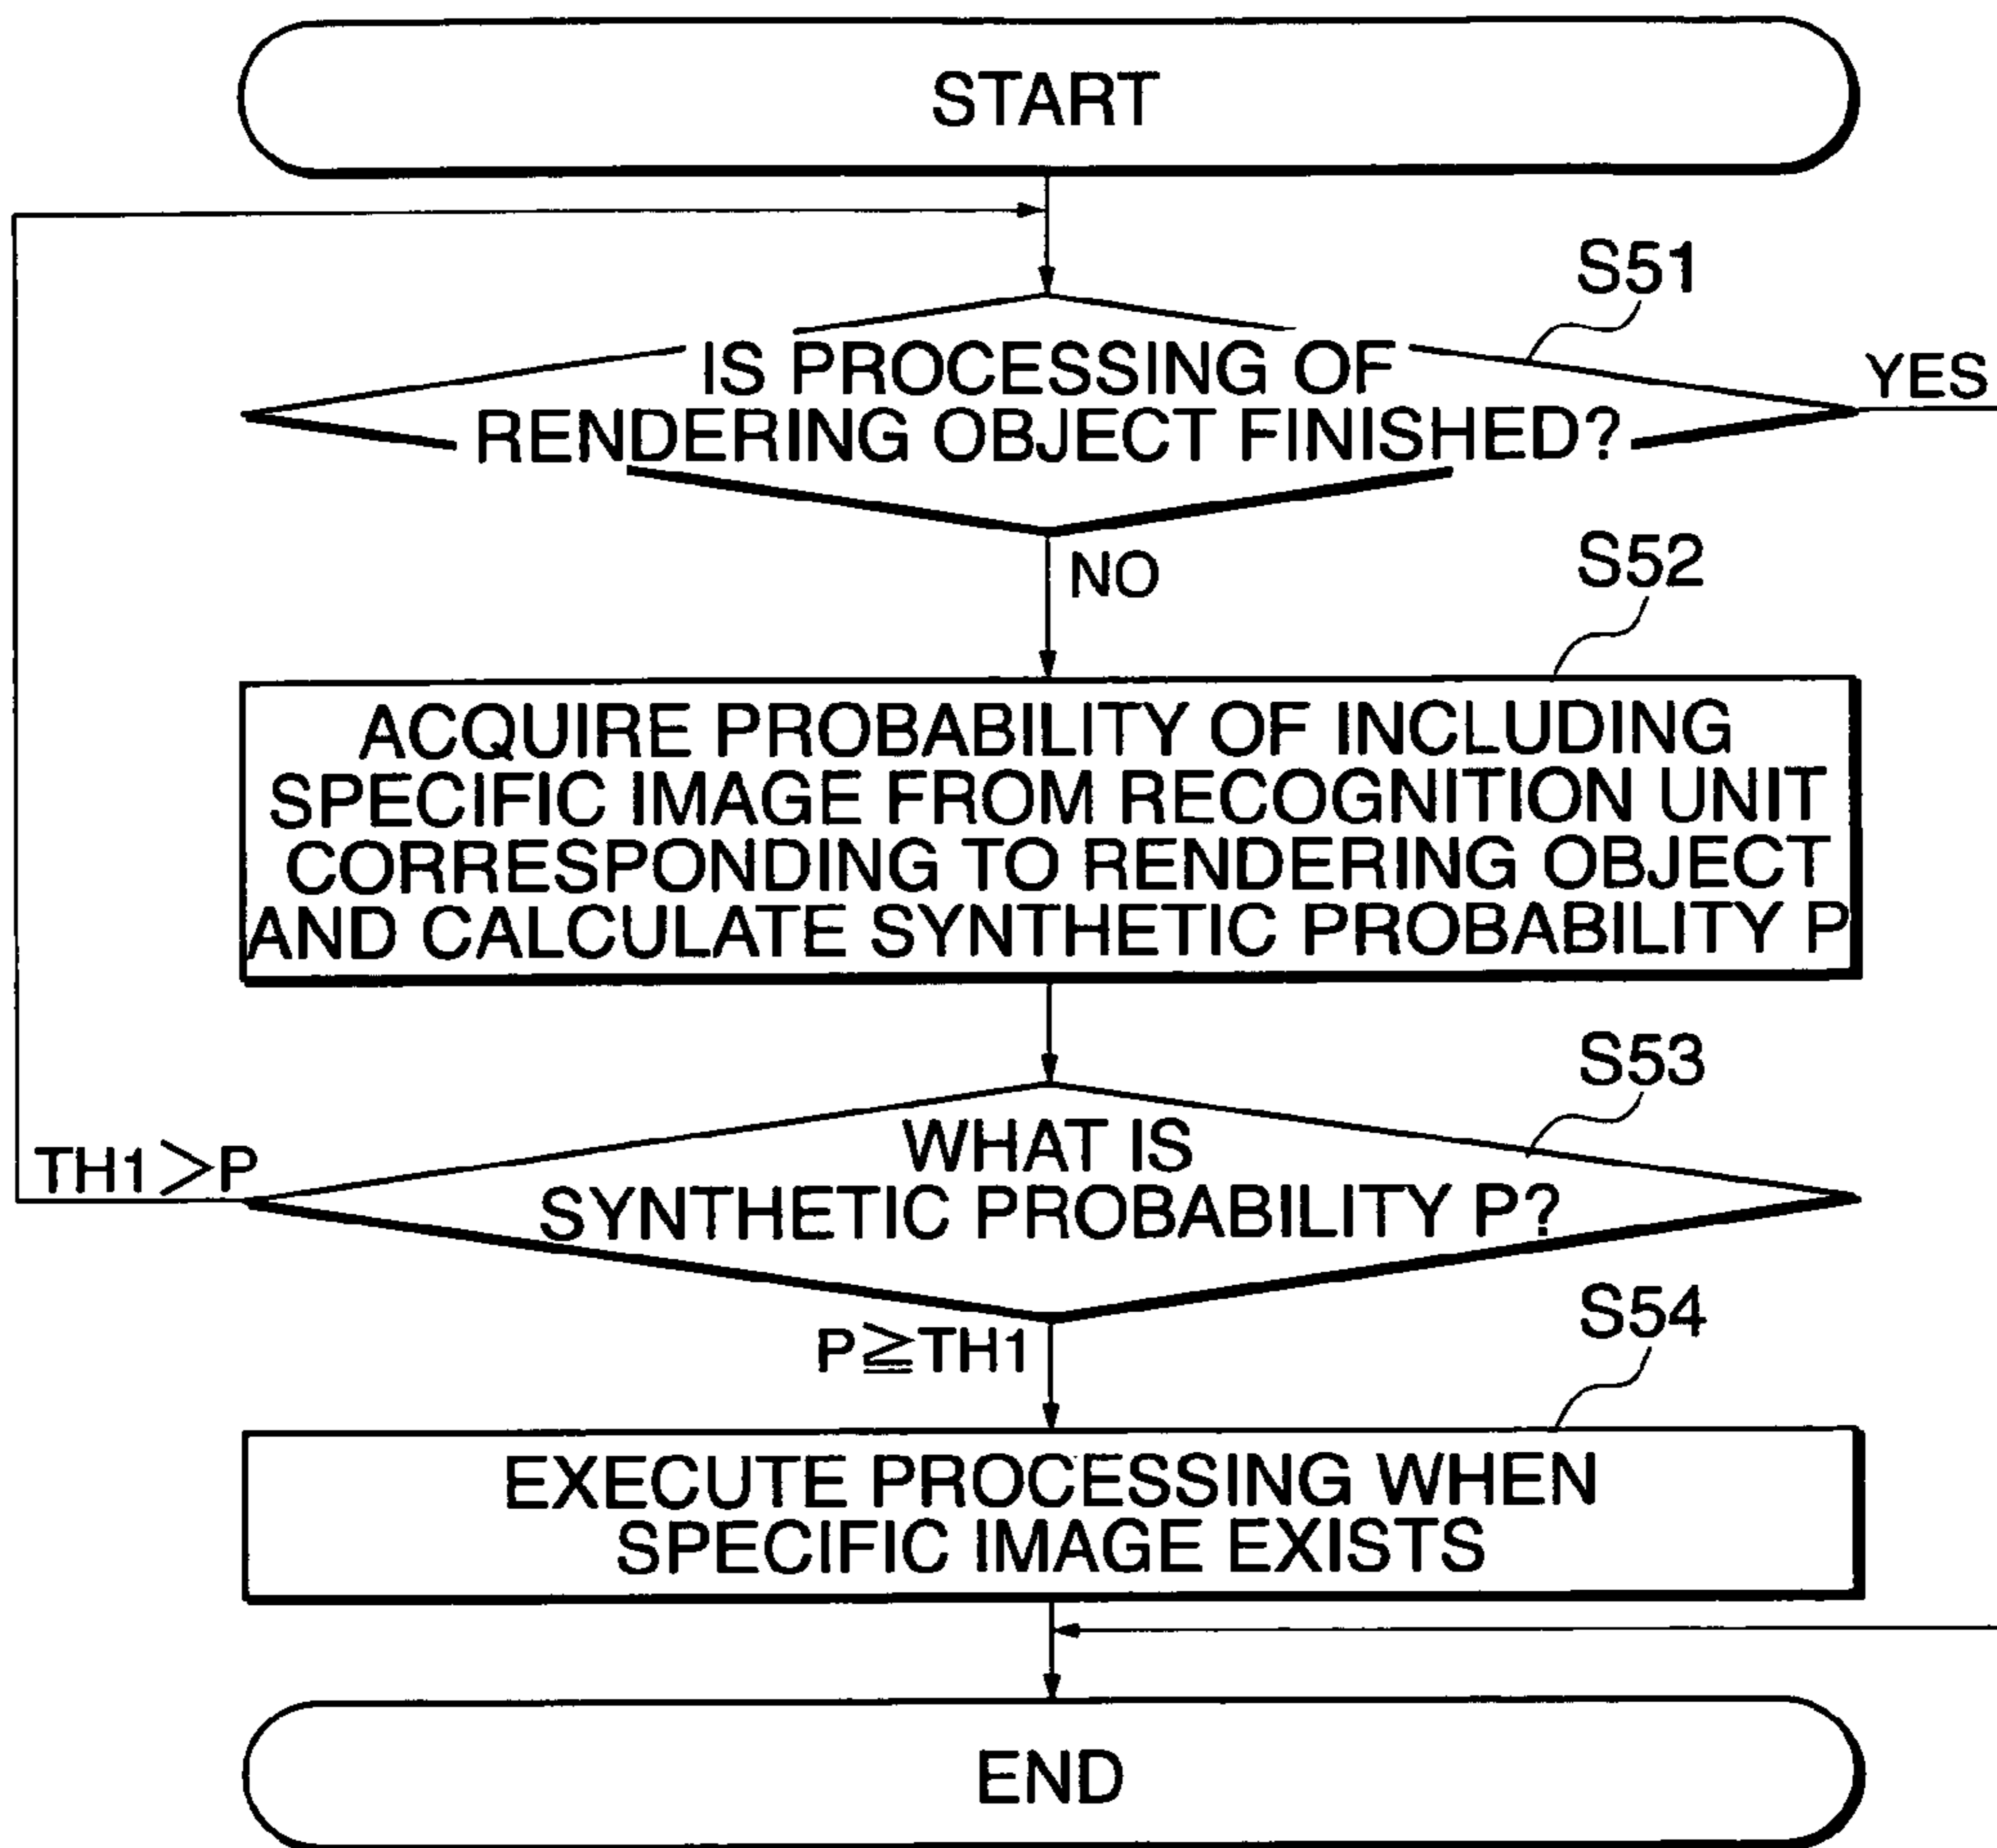 START
S51
IS PROCESSING OF
RENDERING OBJECT FINISHED?
YES
NO
S52
ACQUIRE PROBABILITY OF INCLUDING
SPECIFIC IMAGE FROM RECOGNITION UNIT
CORRESPONDING TO RENDERING OBJECT
AND CALCULATE SYNTHETIC PROBABILITY P
S53
WHAT IS
SYNTHETIC PROBABILITY P?
TH1>P
P≧TH1
S54
EXECUTE PROCESSING WHEN
SPECIFIC IMAGE EXISTS
END